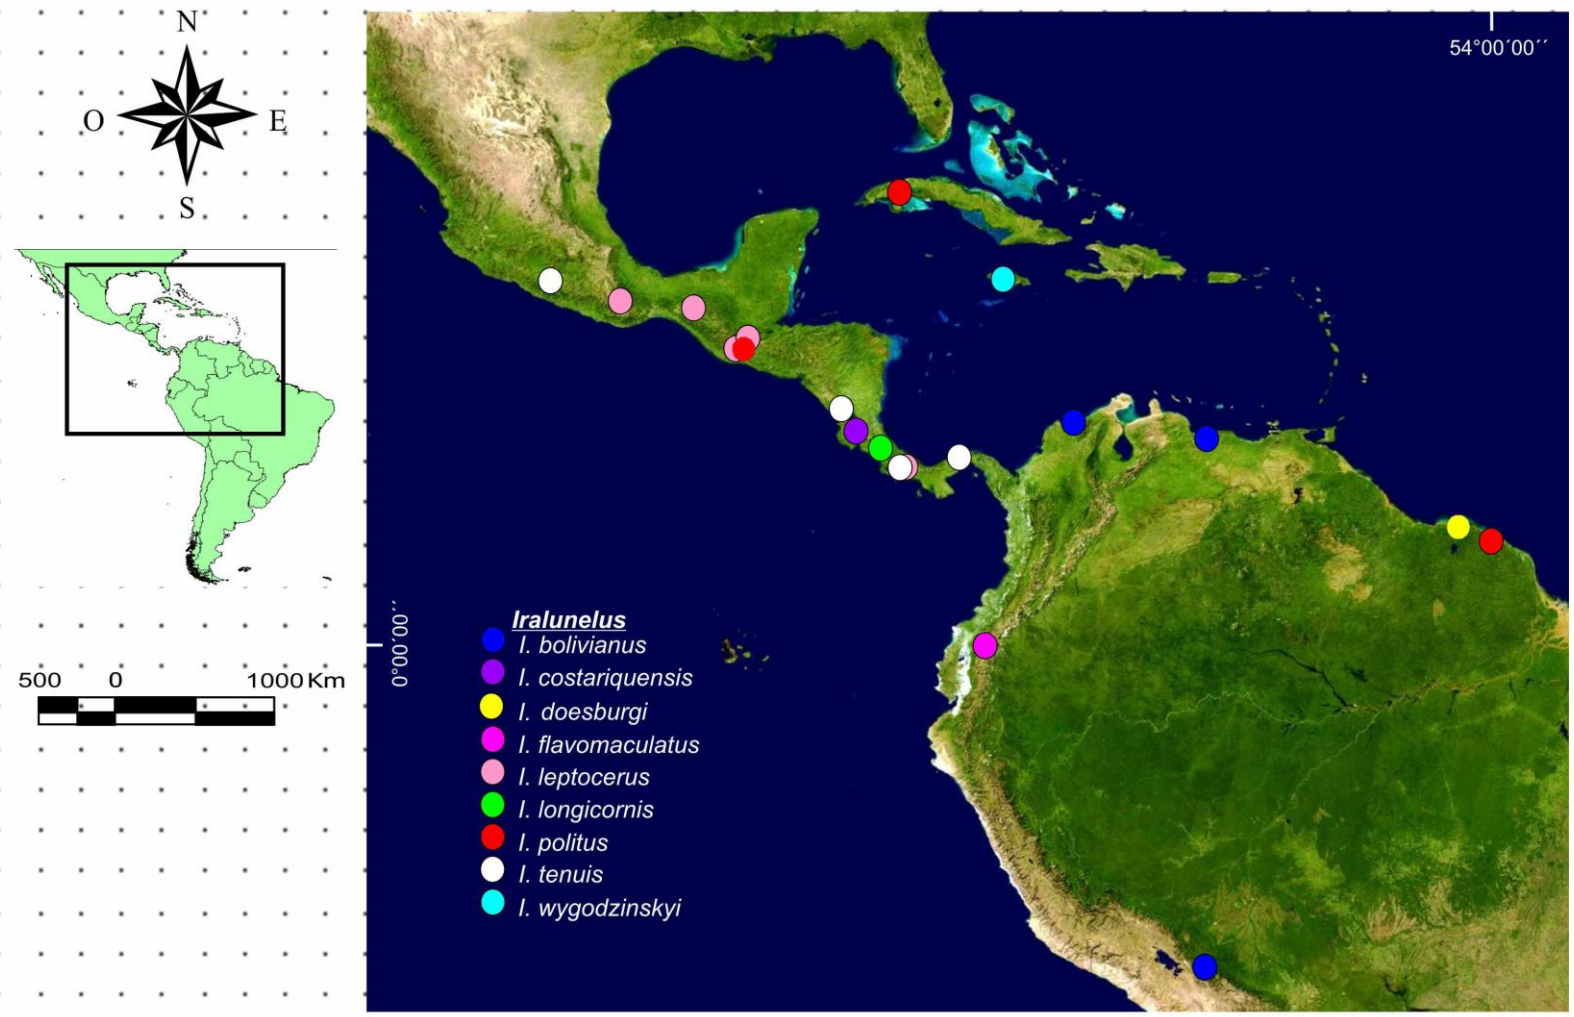 N
O E
S
54°00´00´´
0°00´00´´
500 0 1000 Km
Iralunelus
I. bolivianus
I. costariquensis
I. doesburgi
I. flavomaculatus
I. leptocerus
I. longicornis
I. politus
I. tenuis
I. wygodzinskyi